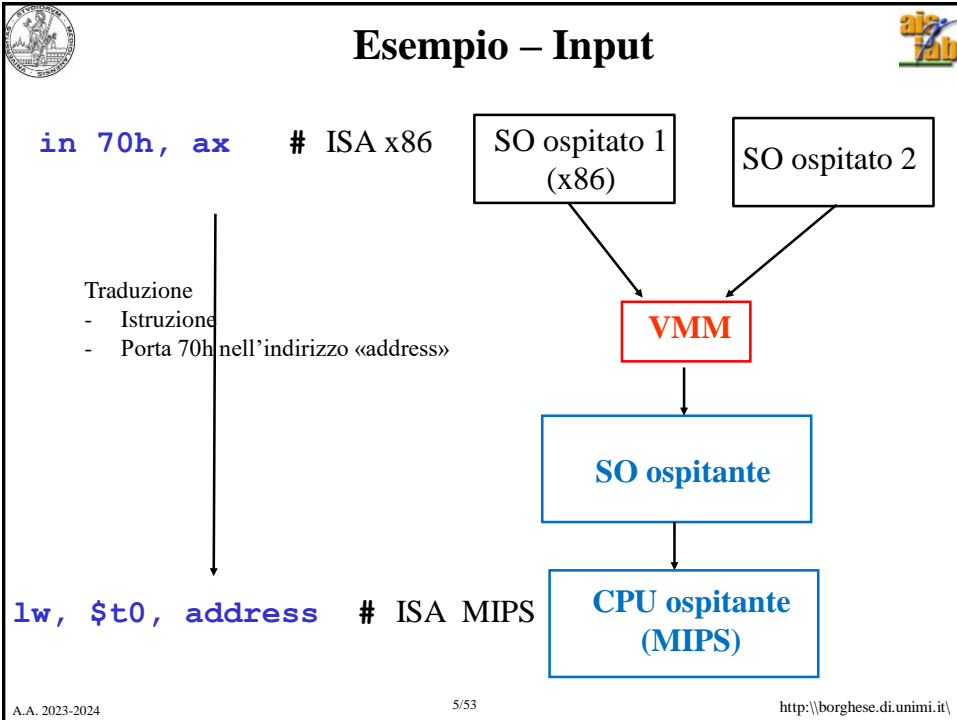 Esempio – Input
in 70h, ax # ISA x86
SO ospitato 1
(x86)
SO ospitato 2
Traduzione
- Istruzione
- Porta 70h nell'indirizzo «address»
VMM
SO ospitante
lw, $t0, address # ISA MIPS
CPU ospitante
(MIPS)
A.A. 2023-2024
5/53
http:\\borghese.di.unimi.it\